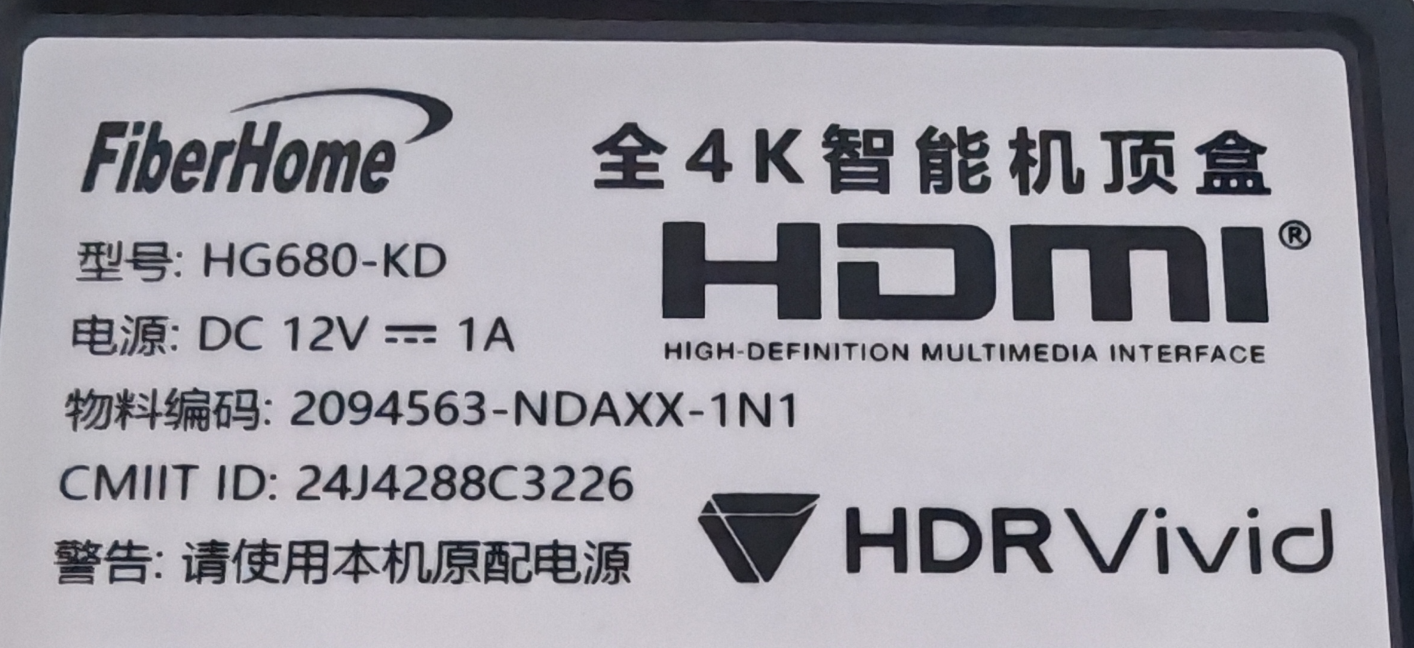 FiberHome
全4K智能机顶盒
型号: HG680-KD
HDMI®
电源: DC 12V ⎓ 1A
HIGH-DEFINITION MULTIMEDIA INTERFACE
物料编码: 2094563-NDAXX-1N1
CMIIT ID: 24J4288C3226
HDR Vivid
警告: 请使用本机原配电源